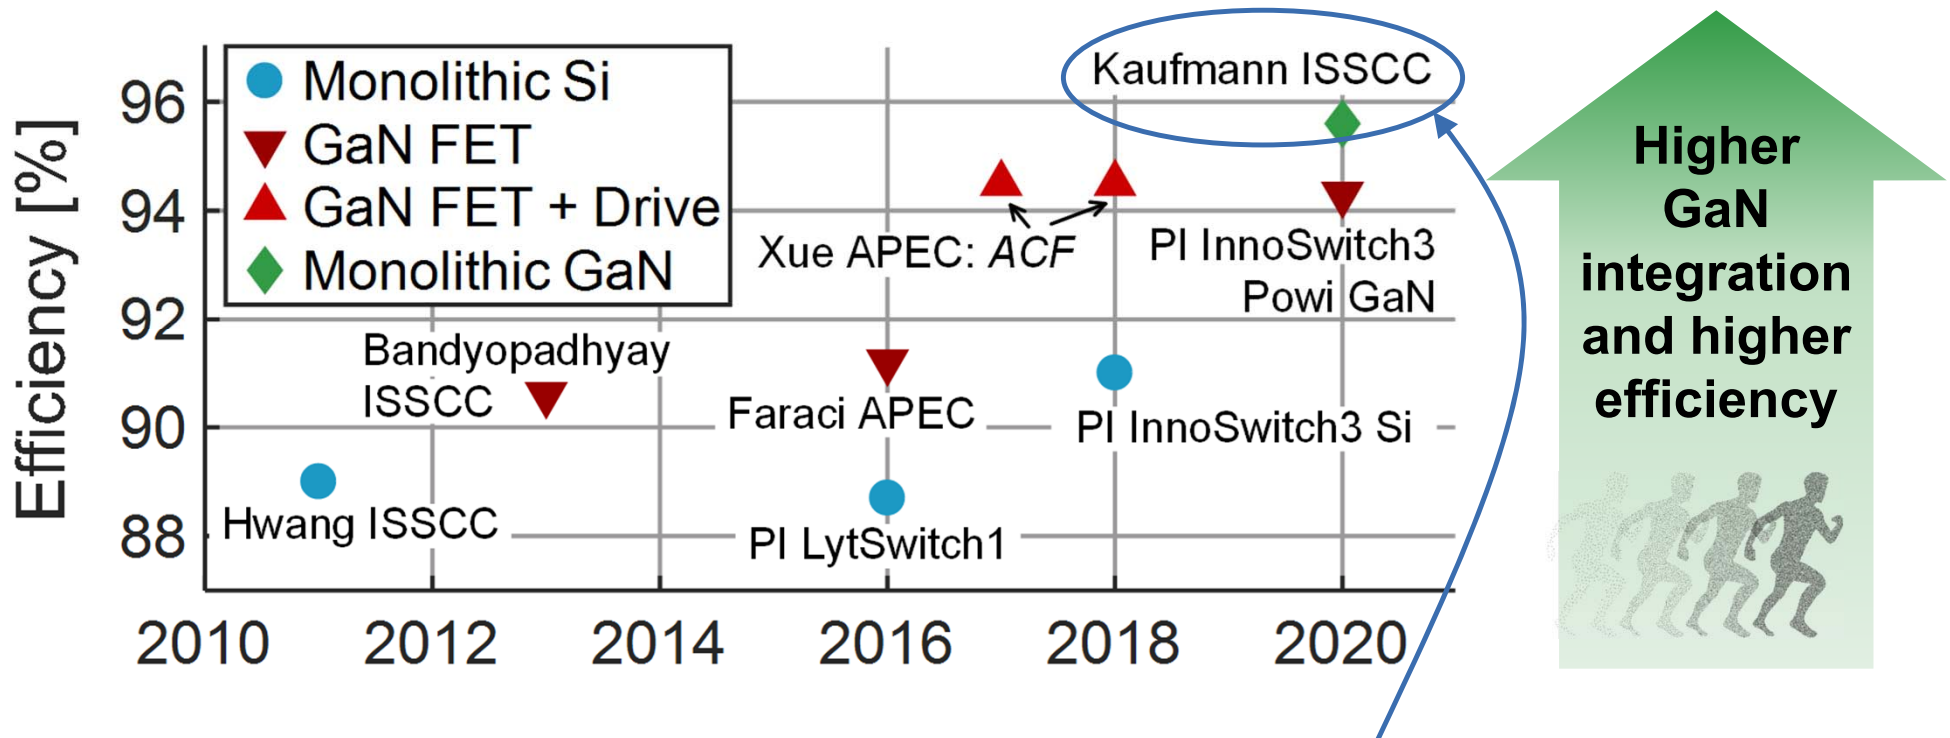 Efficiency [%]
96
94
92
90
88
Monolithic Si
GaN FET
GaN FET + Drive
Monolithic GaN
Kaufmann ISSCC
Xue APEC: ACF
PI InnoSwitch3
Powi GaN
Bandyopadhyay
ISSCC
Faraci APEC
PI InnoSwitch3 Si
Hwang ISSCC
PI LytSwitch1
2010 2012 2014 2016 2018 2020
Higher
GaN
integration
and higher
efficiency